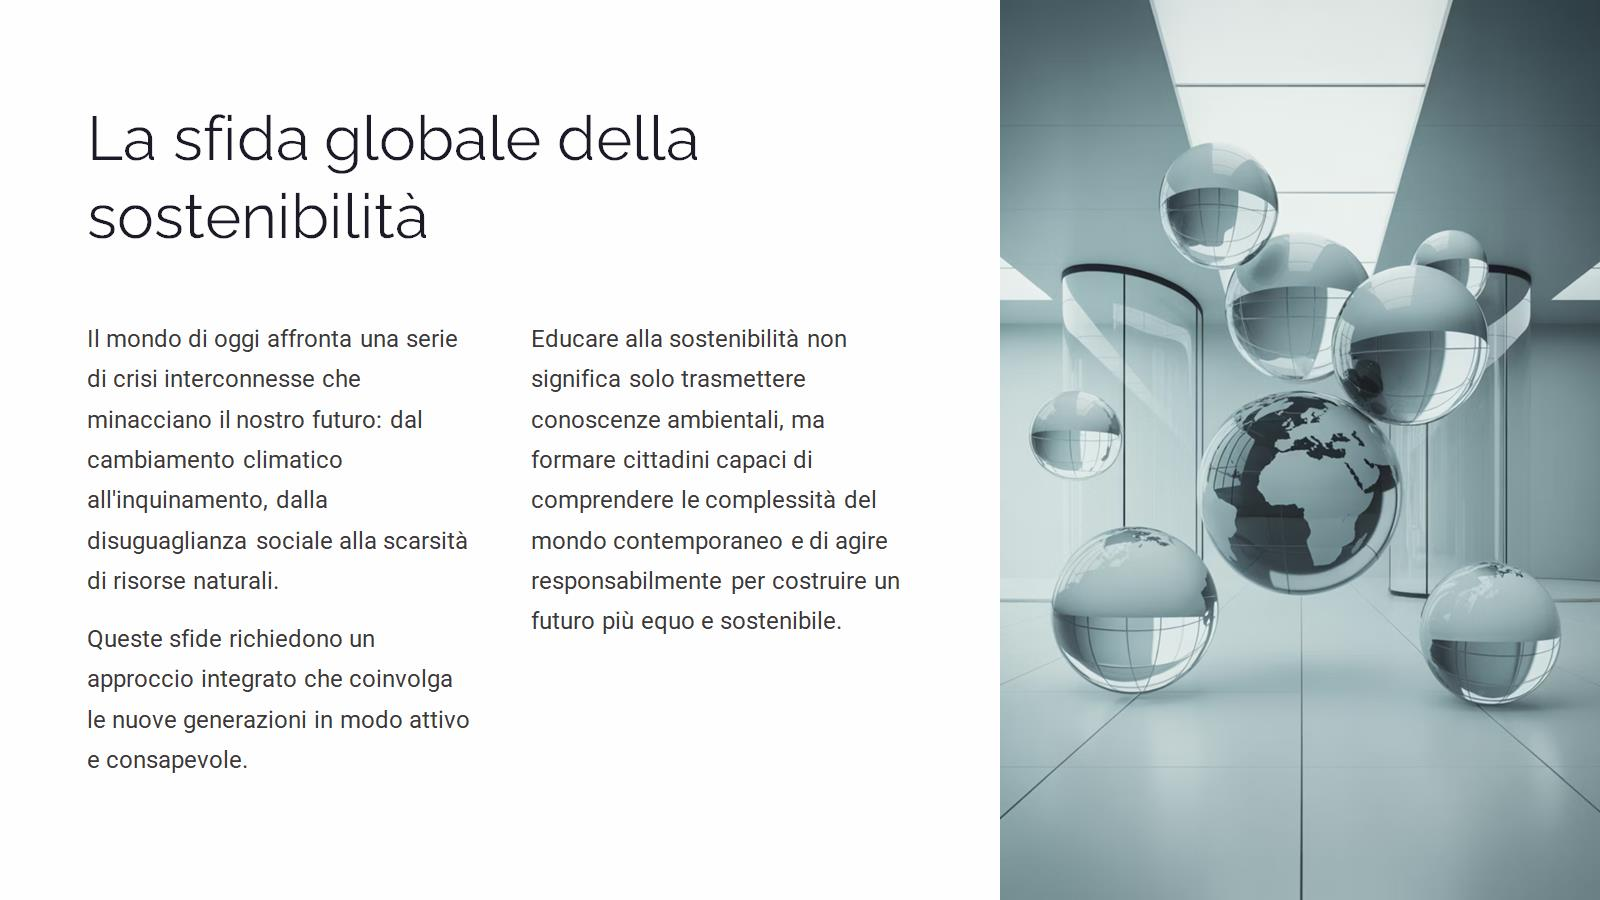 La sfida globale della
sostenibilità
Il mondo di oggi affronta una serie
di crisi interconnesse che
minacciano il nostro futuro: dal
cambiamento climatico
all'inquinamento, dalla
disuguaglianza sociale alla scarsità
di risorse naturali.
Queste sfide richiedono un
approccio integrato che coinvolga
le nuove generazioni in modo attivo
e consapevole.
Educare alla sostenibilità non
significa solo trasmettere
conoscenze ambientali, ma
formare cittadini capaci di
comprendere le complessità del
mondo contemporaneo e di agire
responsabilmente per costruire un
futuro più equo e sostenibile.